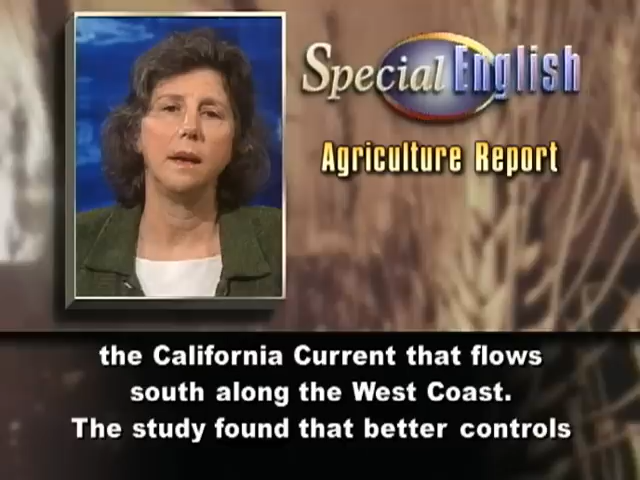 Special English
Agriculture Report
the California Current that flows
south along the West Coast.
The study found that better controls